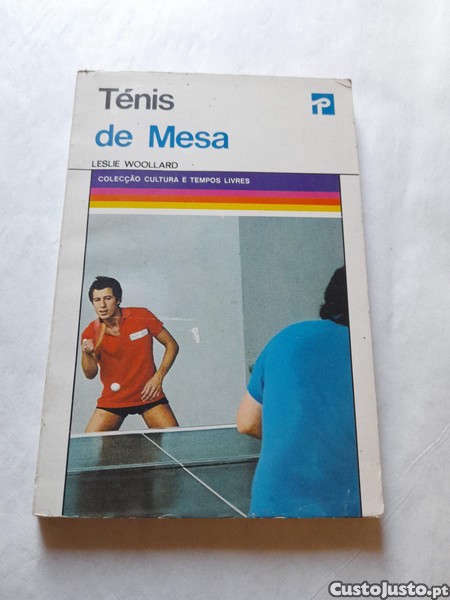 Ténis
de Mesa
LESLIE WOOLLARD
COLECÇÃO CULTURA E TEMPOS LIVRES
CustoJusto.pt